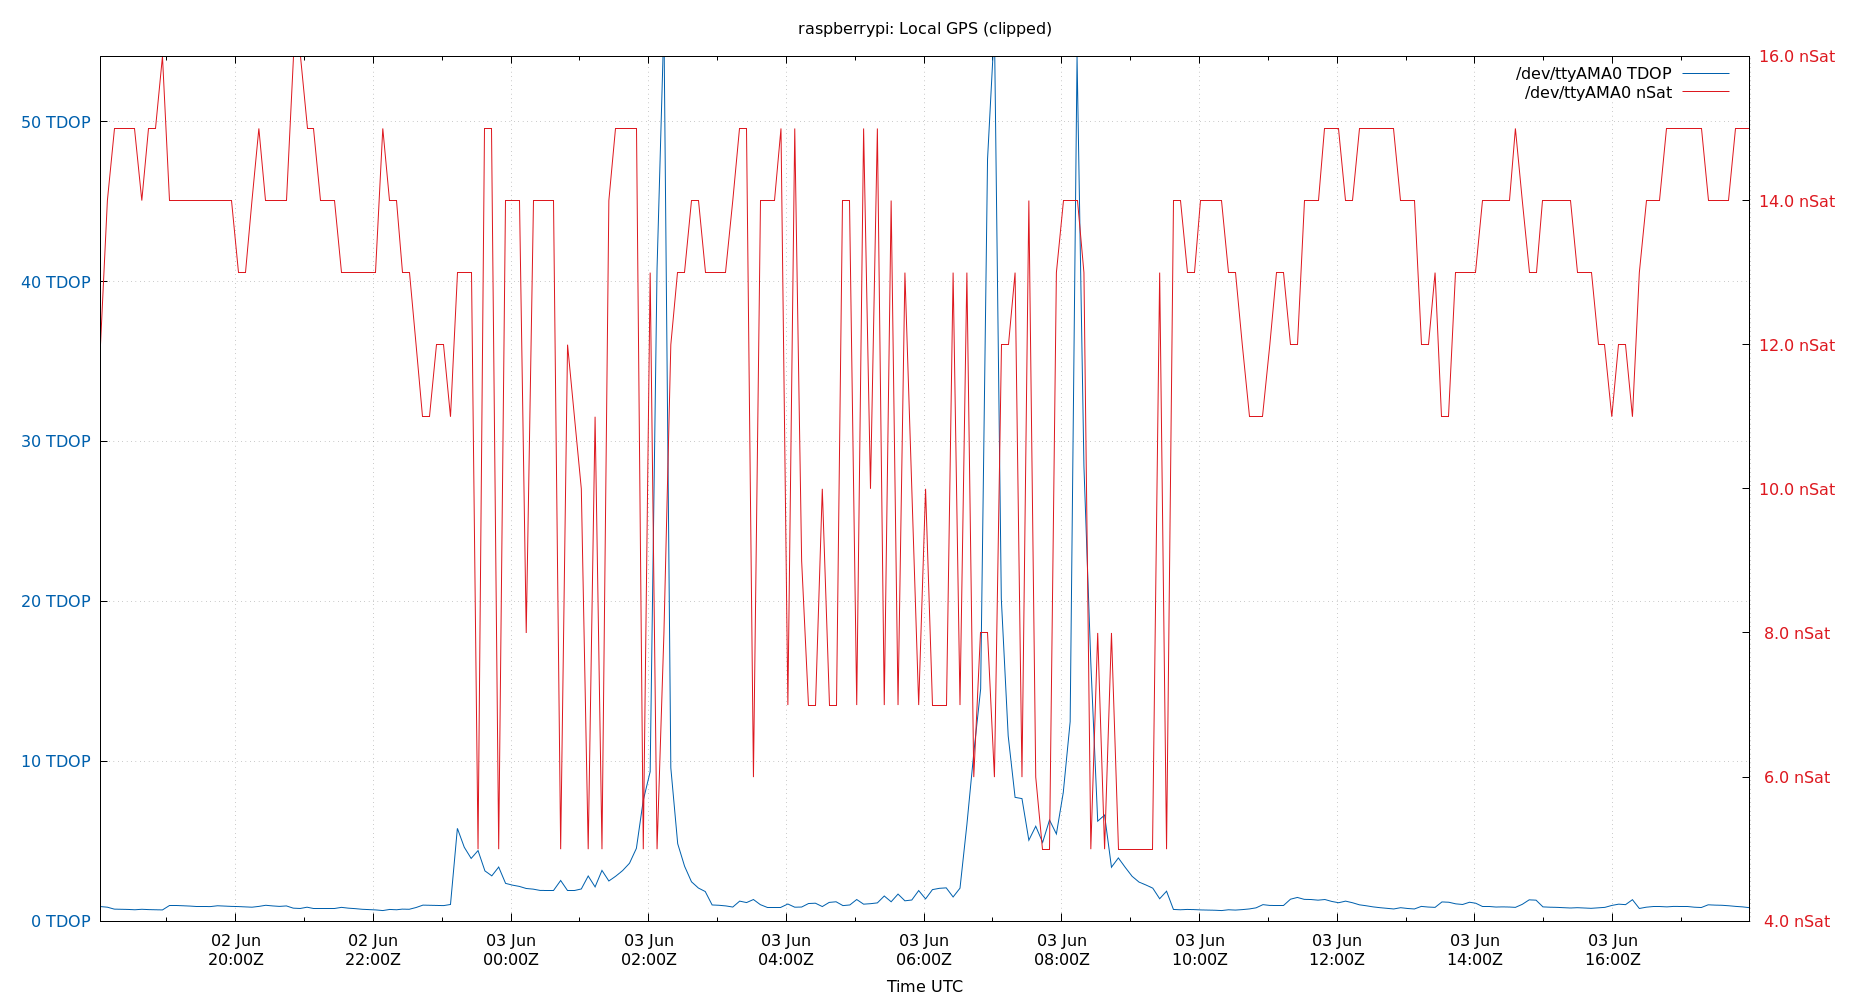 raspberrypi: Local GPS (clipped)
/dev/ttyAMA0 TDOP
/dev/ttyAMA0 nSat
50 TDOP
40 TDOP
30 TDOP
20 TDOP
10 TDOP
0 TDOP
16.0 nSat
14.0 nSat
12.0 nSat
10.0 nSat
8.0 nSat
6.0 nSat
4.0 nSat
02 Jun
20:00Z
02 Jun
22:00Z
03 Jun
00:00Z
03 Jun
02:00Z
03 Jun
04:00Z
03 Jun
06:00Z
03 Jun
08:00Z
03 Jun
10:00Z
03 Jun
12:00Z
03 Jun
14:00Z
03 Jun
16:00Z
Time UTC